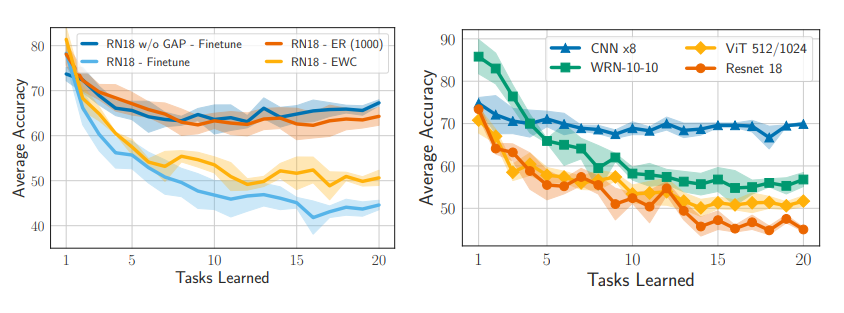 RN18 w/o GAP - Finetune
RN18 - Finetune
RN18 - ER (1000)
RN18 - EWC
Average Accuracy
80
70
60
50
40
1
5
10
15
20
Tasks Learned
CNN x8
WRN-10-10
ViT 512/1024
Resnet 18
Average Accuracy
90
80
70
60
50
1
5
10
15
20
Tasks Learned